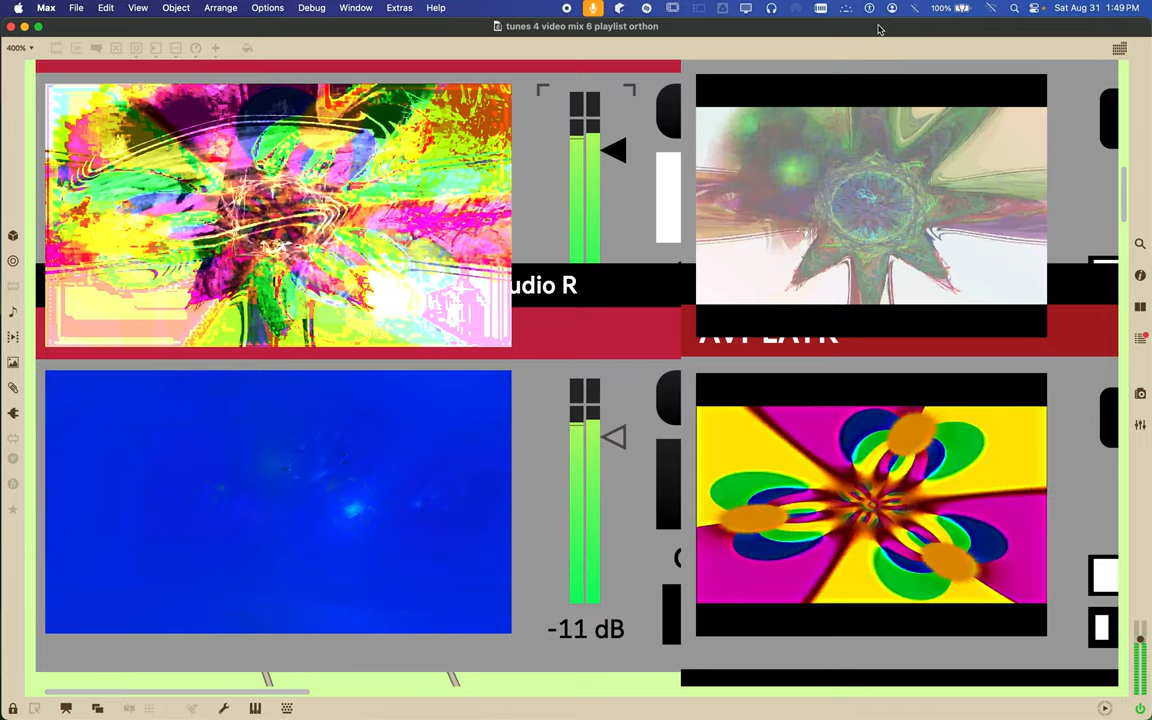 Max File Edit View Object Arrange Options Debug Window Extras Help 100% Sat Aug 31 1:49 PM
tunes 4 video mix 6 playlist orthon
400%
udio R
-11 dB